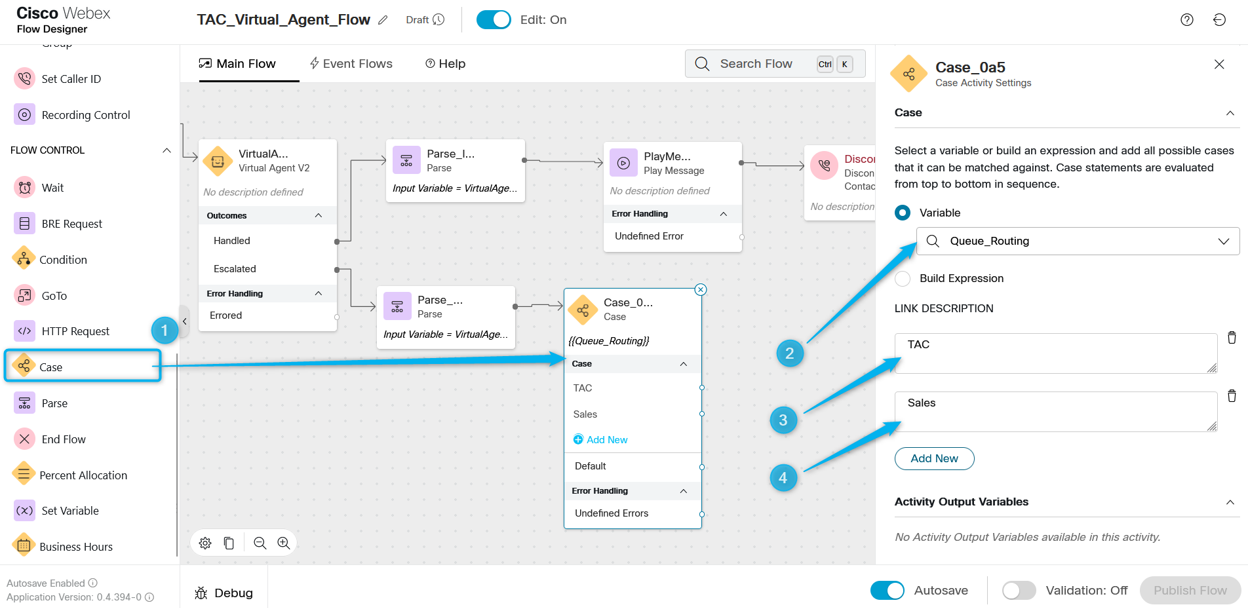 Cisco Webex
Flow Designer
TAC_Virtual_Agent_Flow
Draft
Edit: On
Group
Set Caller ID
Recording Control
FLOW CONTROL
Wait
BRE Request
Condition
GoTo
HTTP Request
Case
Parse
End Flow
Percent Allocation
Set Variable
Business Hours
Autosave Enabled
Application Version: 0.4.394-0
Main Flow
Event Flows
Help
Search Flow
Ctrl
K
VirtualA...
Virtual Agent V2
No description defined
Outcomes
Handled
Escalated
Error Handling
Errored
Parse_I...
Parse
Input Variable = VirtualAge...
PlayMe...
Play Message
No description defined
Error Handling
Undefined Error
Discon
Discon
Contac
No description
Parse_...
Parse
Input Variable = VirtualAge...
Case_0...
Case
{{Queue_Routing}}
Case
TAC
Sales
Add New
Default
Error Handling
Undefined Errors
1
2
3
4
Debug
Case_0a5
Case Activity Settings
Case
Select a variable or build an expression and add all possible cases
that it can be matched against. Case statements are evaluated
from top to bottom in sequence.
Variable
Queue_Routing
Build Expression
LINK DESCRIPTION
TAC
Sales
Add New
Activity Output Variables
No Activity Output Variables available in this activity.
Autosave
Validation: Off
Publish Flow